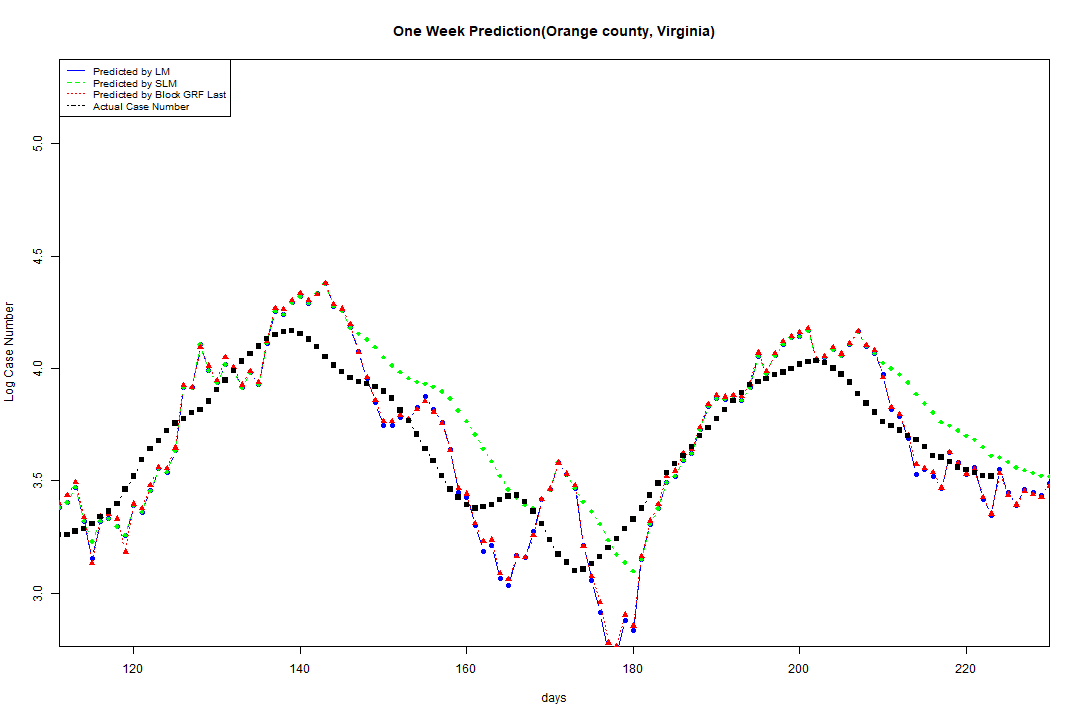 One Week Prediction(Orange county, Virginia)
Predicted by LM
Predicted by SLM
Predicted by Block GRF Last
Actual Case Number
5.0
4.5
4.0
3.5
3.0
Log Case Number
120 140 160 180 200 220
days